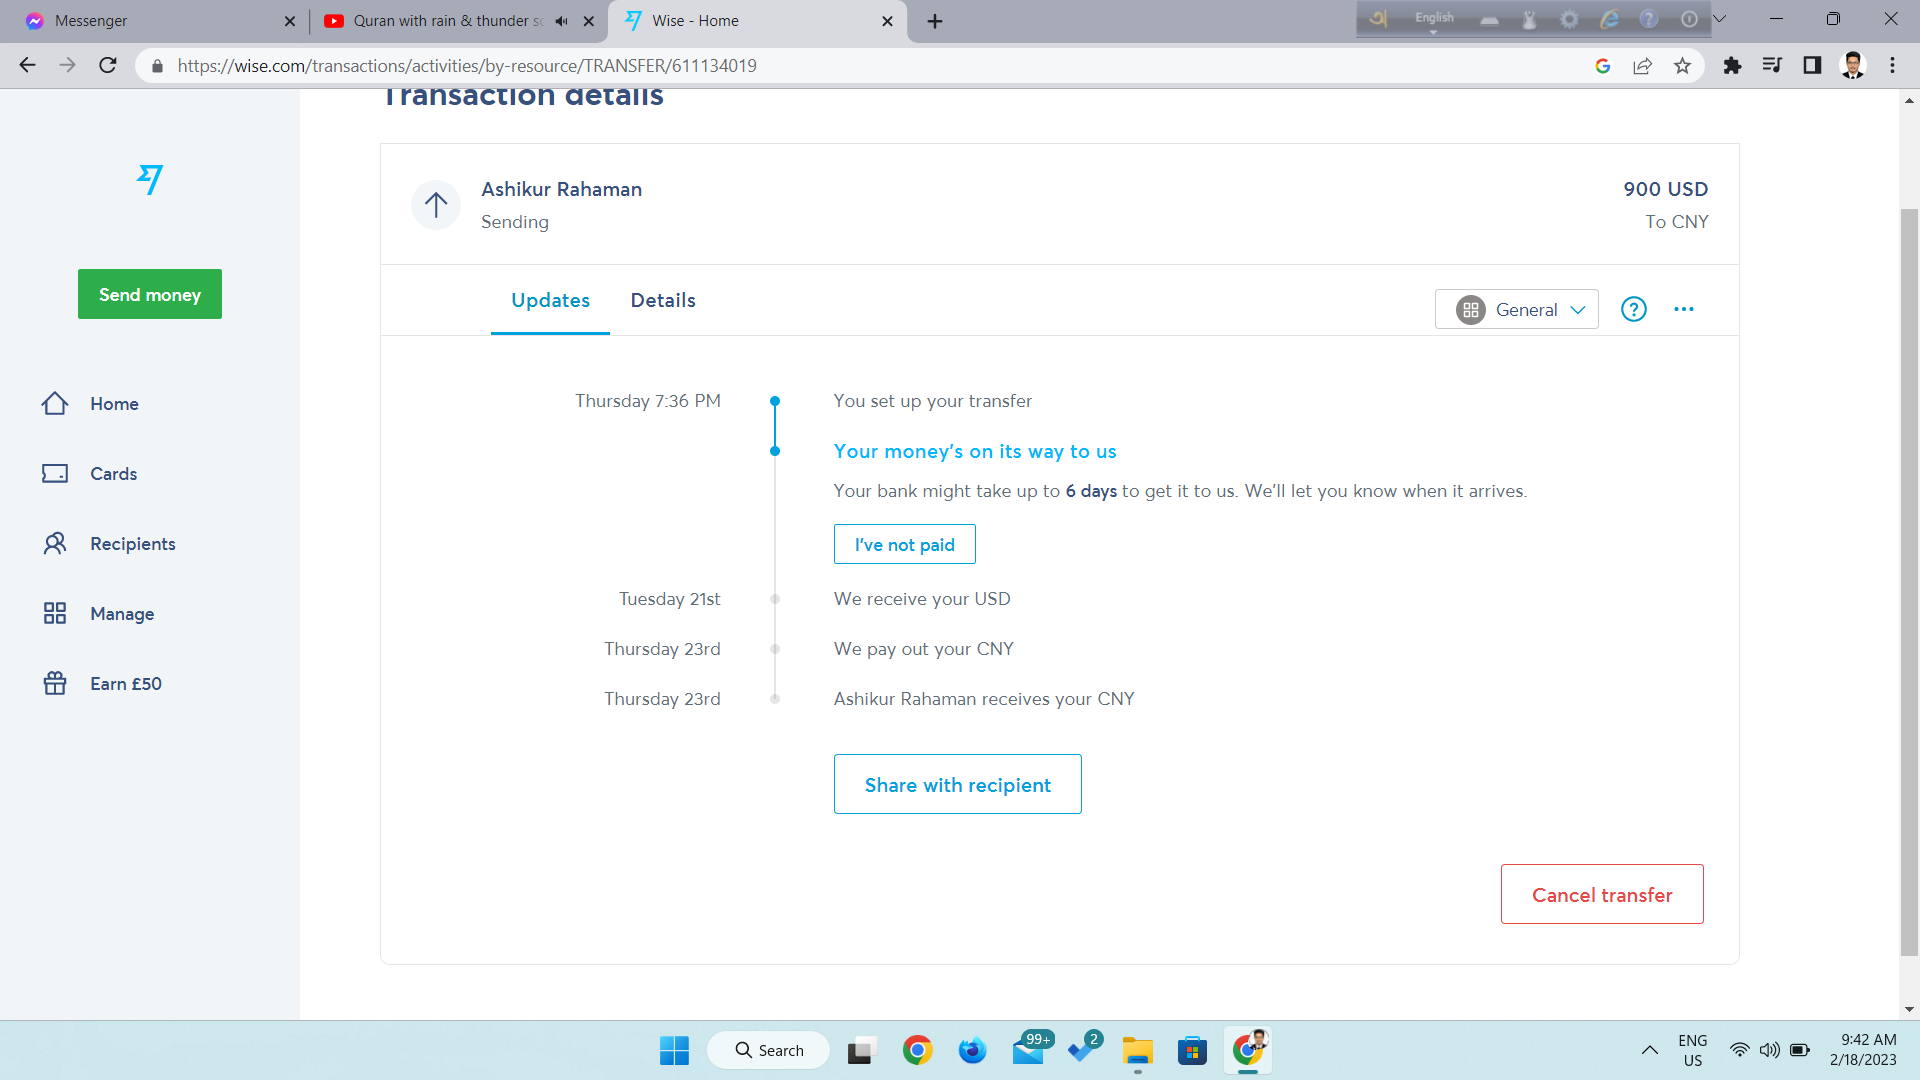 Messenger
Quran with rain & thunder so
Wise - Home
English
https://wise.com/transactions/activities/by-resource/TRANSFER/611134019
Transaction details
Ashikur Rahaman
900 USD
Sending
To CNY
Send money
Updates
Details
General
Home
Cards
Recipients
Manage
Earn £50
Thursday 7:36 PM
You set up your transfer
Your money's on its way to us
Your bank might take up to 6 days to get it to us. We'll let you know when it arrives.
I've not paid
Tuesday 21st
We receive your USD
Thursday 23rd
We pay out your CNY
Thursday 23rd
Ashikur Rahaman receives your CNY
Share with recipient
Cancel transfer
Search
99+
2
ENG
US
9:42 AM
2/18/2023